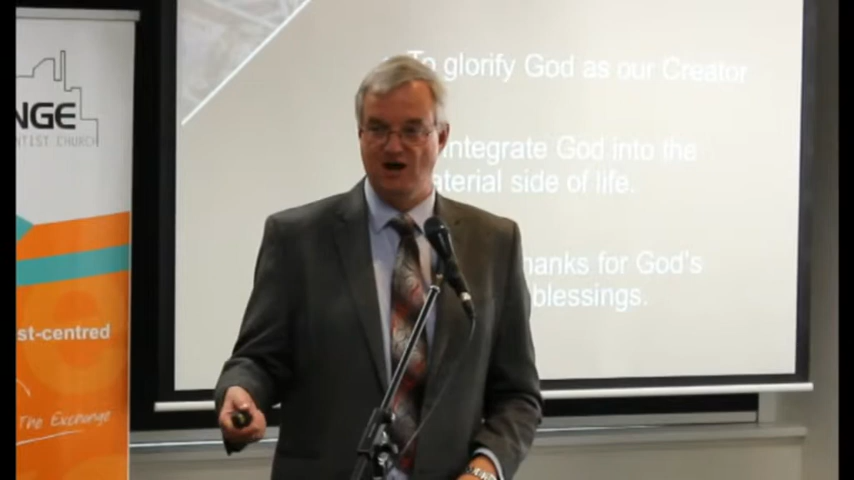 NGE
NTIST CHURCH
st-centred
The Exchange
To glorify God as our Creator
integrate God into the
aterial side of life.
hanks for God's
blessings.